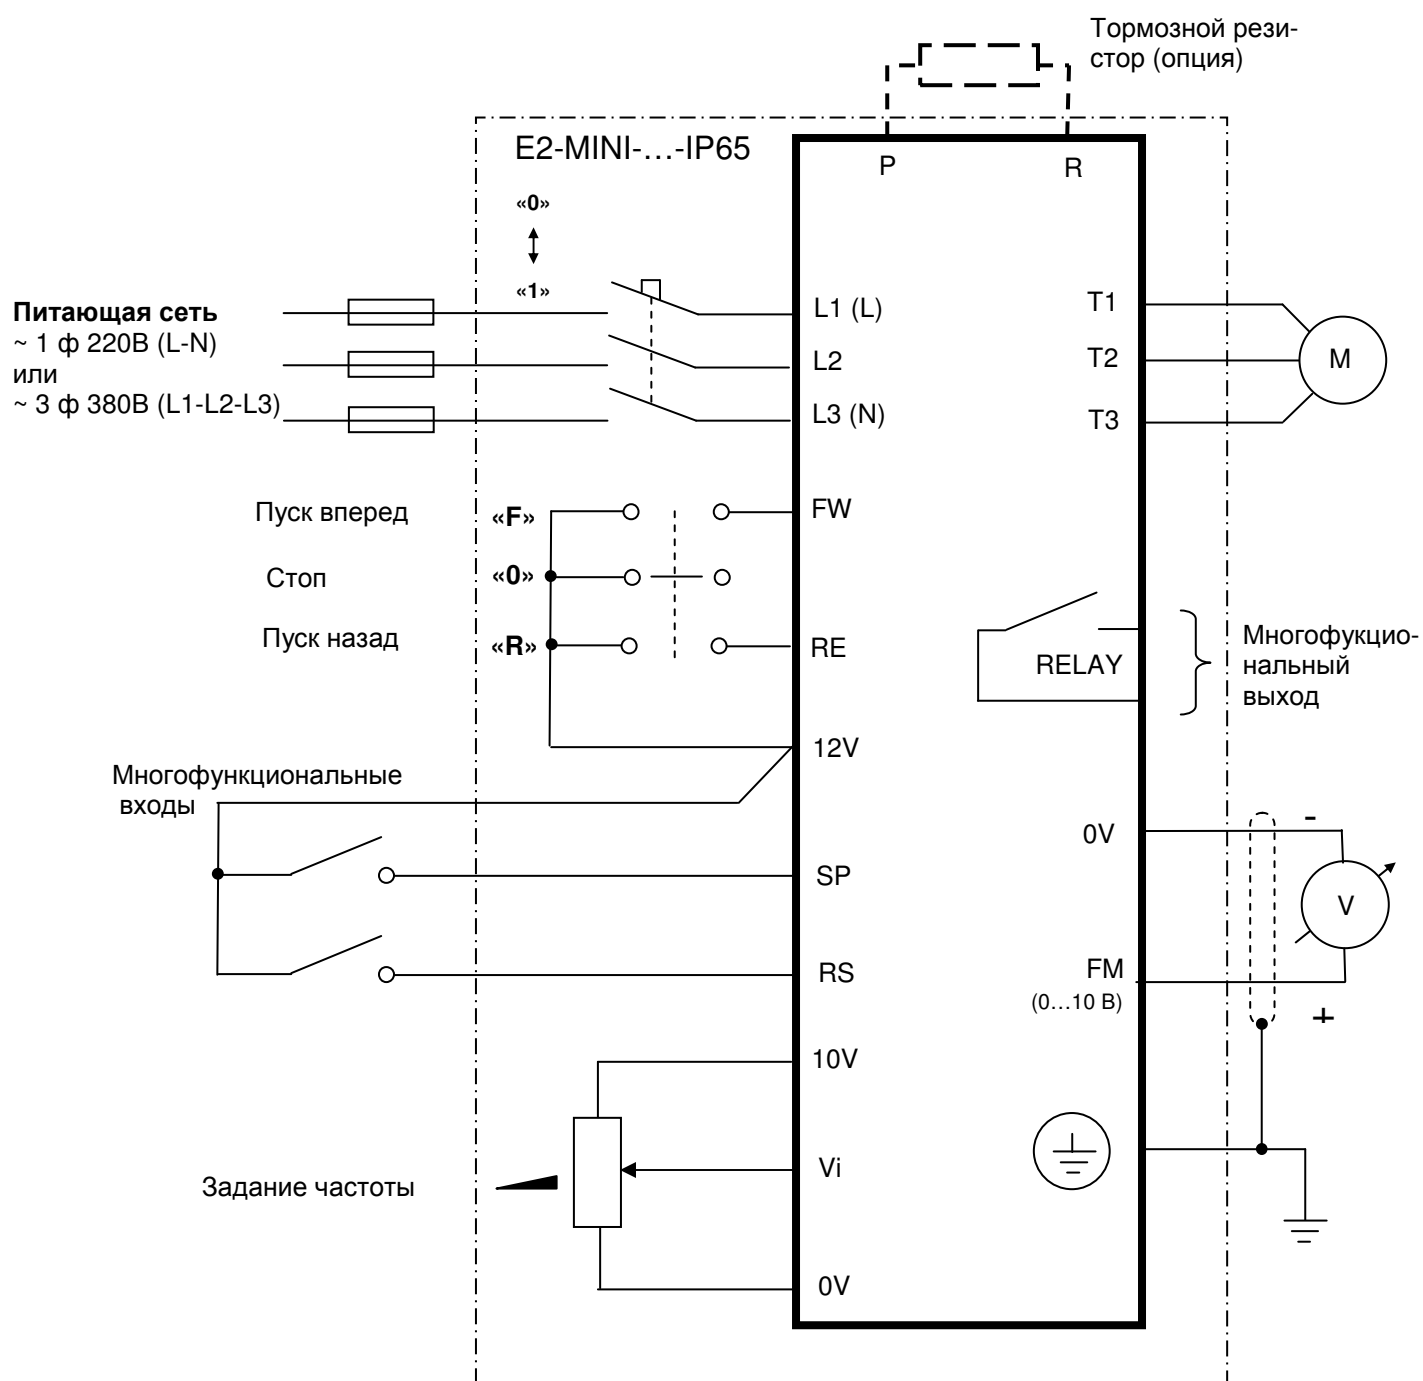 Тормозной рези-
стор (опция)
E2-MINI-…-IP65
P
R
«0»
«1»
Питающая сеть
~ 1 ф 220В (L-N)
или
~ 3 ф 380В (L1-L2-L3)
L1 (L)
L2
L3 (N)
T1
T2
T3
M
Пуск вперед
«F»
FW
Стоп
«0»
Пуск назад
«R»
RE
RELAY
Многофукцио-
нальный
выход
12V
Многофункциональные
входы
SP
RS
0V
-
V
FM
(0…10 В)
+
10V
Задание частоты
Vi
0V